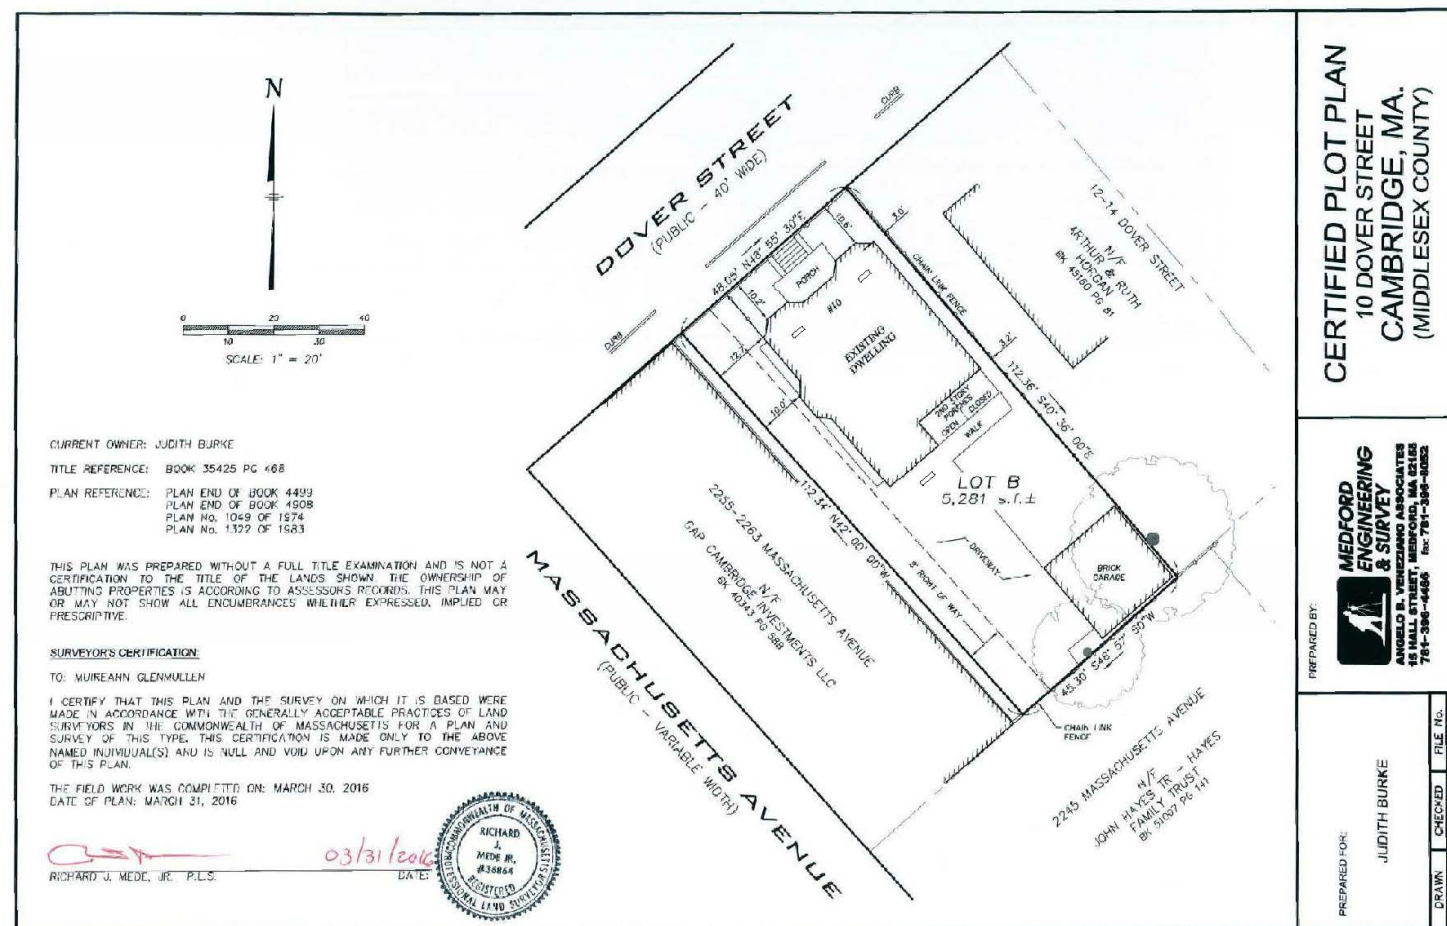 N
0 20 40
10 30
SCALE: 1" = 20'
CURRENT OWNER: JUDITH BURKE
TITLE REFERENCE: BOOK 35425 PG 468
PLAN REFERENCE: PLAN END OF BOOK 4499
PLAN END OF BOOK 4908
PLAN No. 1049 OF 1974
PLAN No. 1322 OF 1983
THIS PLAN WAS PREPARED WITHOUT A FULL TITLE EXAMINATION AND IS NOT A
CERTIFICATION TO THE TITLE OF THE LANDS SHOWN. THE OWNERSHIP OF
ABUTTING PROPERTIES IS ACCORDING TO ASSESSORS RECORDS. THIS PLAN MAY
OR MAY NOT SHOW ALL ENCUMBRANCES WHETHER EXPRESSED, IMPLIED OR
PRESCRIPTIVE.
SURVEYOR'S CERTIFICATION:
TO: MUIREANN GLENMULLEN
I CERTIFY THAT THIS PLAN AND THE SURVEY ON WHICH IT IS BASED WERE
MADE IN ACCORDANCE WITH THE GENERALLY ACCEPTABLE PRACTICES OF LAND
SURVEYORS IN THE COMMONWEALTH OF MASSACHUSETTS FOR A PLAN AND
SURVEY OF THIS TYPE. THIS CERTIFICATION IS MADE ONLY TO THE ABOVE
NAMED INDIVIDUAL(S) AND IS NULL AND VOID UPON ANY FURTHER CONVEYANCE
OF THIS PLAN.
THE FIELD WORK WAS COMPLETED ON: MARCH 30, 2016
DATE OF PLAN: MARCH 31, 2016
03/31/2016
RICHARD J. MEDE, JR. P.L.S. DATE:
COMMONWEALTH OF MASSACHUSETTS
RICHARD
J.
MEDE JR.
#36864
REGISTERED
PROFESSIONAL LAND SURVEYOR
DOVER STREET
(PUBLIC - 40' WIDE)
CURB
CURB
48.05' N48° 55' 30"E
10.6'
3.0'
10.2'
PORCH
12.7'
#10
EXISTING
DWELLING
CHAIN LINK FENCE
12-14 DOVER STREET
N/F
ARTHUR & RUTH
HORGAN
BK 49180 PG 81
3.2'
112.36' S40° 36' 00"E
10.0'
2ND STORY
PORCHES
OPEN CLOSED
WALK
LOT B
5,281 s.f.±
112.34' N42° 00' 00"W
8' RIGHT OF WAY
DRIVEWAY
BRICK
GARAGE
45.30' S46° 57' 60"W
CHAIN LINK
FENCE
2255-2263 MASSACHUSETTS AVENUE
N/F
GAP CAMBRIDGE INVESTMENTS LLC
BK 40343 PG 588
MASSACHUSETTS AVENUE
(PUBLIC - VARIABLE WIDTH)
2245 MASSACHUSETTS AVENUE
N/F
JOHN HAYES TR - HAYES
FAMILY TRUST
BK 51007 PG 141
CERTIFIED PLOT PLAN
10 DOVER STREET
CAMBRIDGE, MA.
(MIDDLESEX COUNTY)
PREPARED BY:
MEDFORD
ENGINEERING
& SURVEY
ANGELO B. VENEZIANO ASSOCIATES
15 HALL STREET, MEDFORD, MA 02155
781-396-4466 fax: 781-396-8052
PREPARED FOR:
JUDITH BURKE
DRAWN CHECKED FILE No.